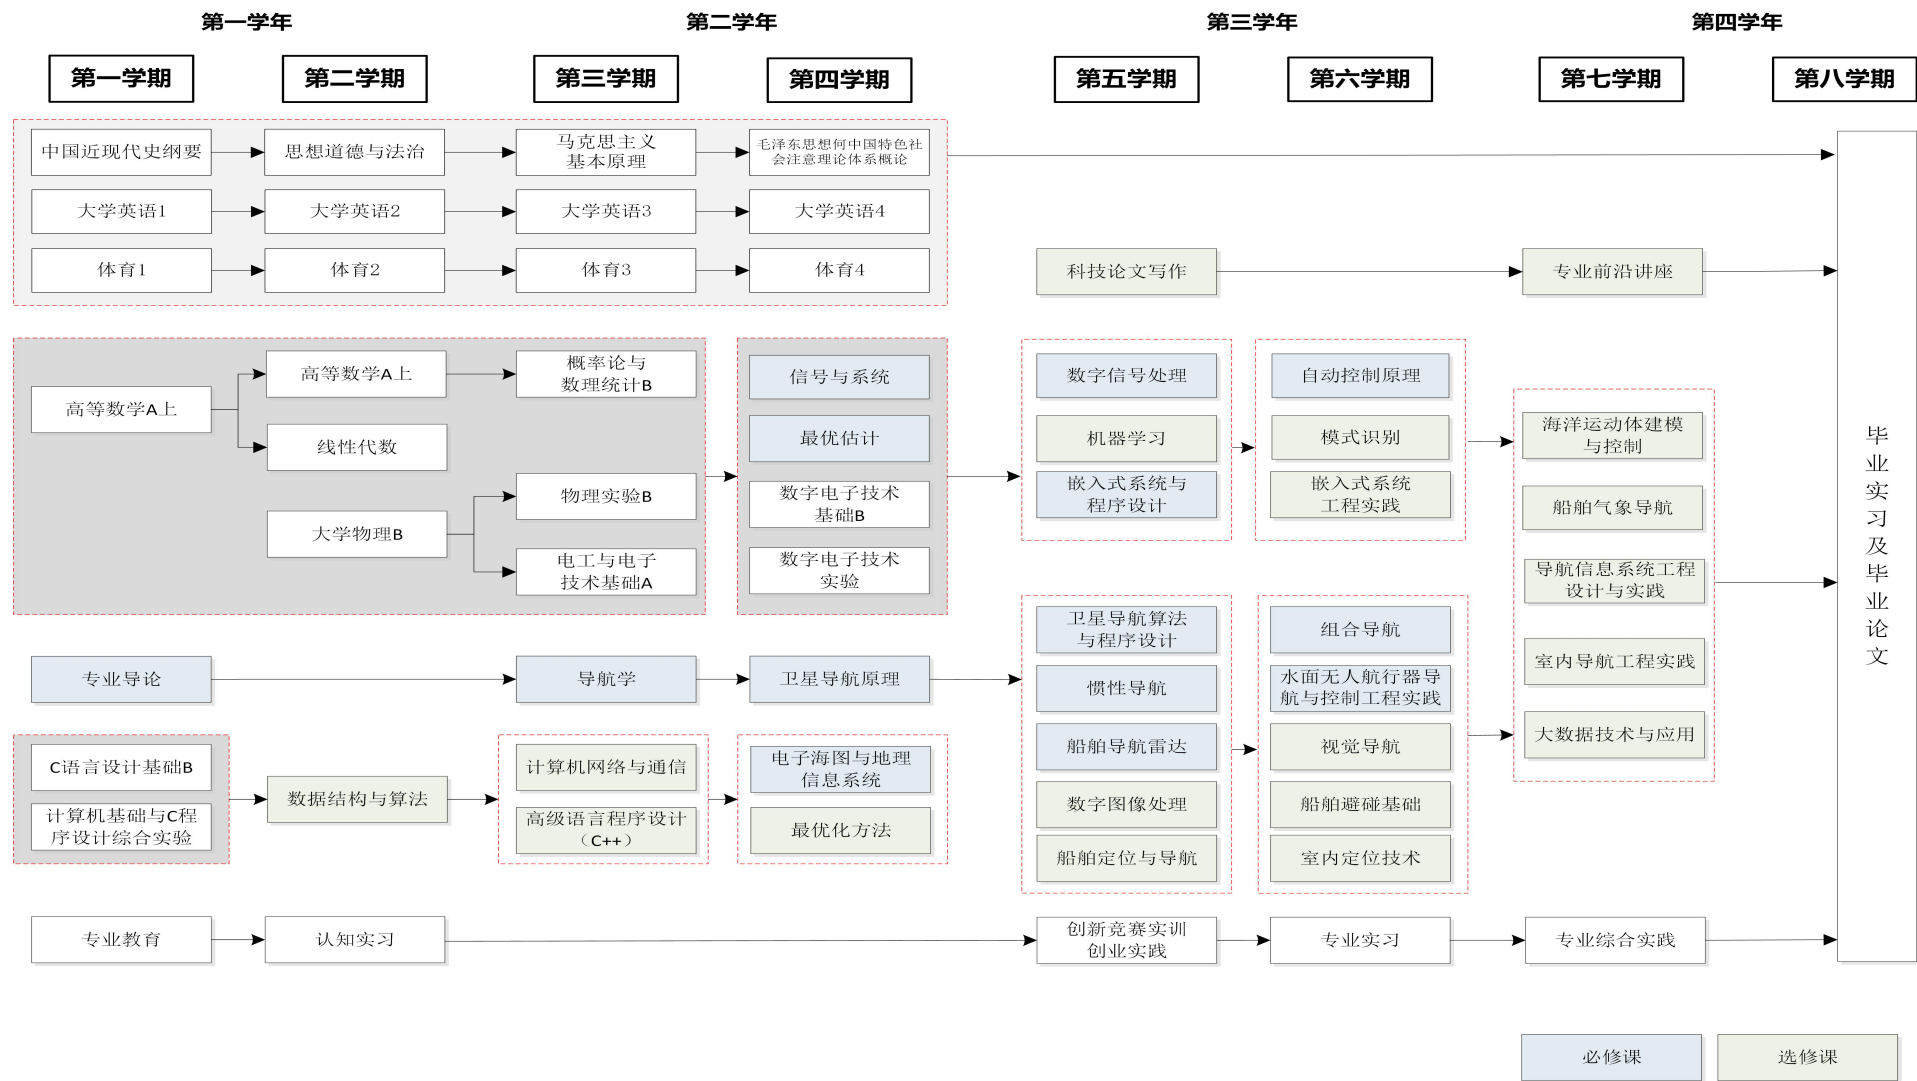 第一学年
第二学年
第三学年
第四学年
第一学期
第二学期
第三学期
第四学期
第五学期
第六学期
第七学期
第八学期
中国近现代史纲要
思想道德与法治
马克思主义
基本原理
毛泽东思想何中国特色社
会注意理论体系概论
大学英语1
大学英语2
大学英语3
大学英语4
体育1
体育2
体育3
体育4
科技论文写作
专业前沿讲座
高等数学A上
高等数学A上
线性代数
大学物理B
概率论与
数理统计B
物理实验B
电工与电子
技术基础A
信号与系统
最优估计
数字电子技术
基础B
数字电子技术
实验
数字信号处理
机器学习
嵌入式系统与
程序设计
自动控制原理
模式识别
嵌入式系统
工程实践
海洋运动体建模
与控制
船舶气象导航
导航信息系统工程
设计与实践
室内导航工程实践
大数据技术与应用
专业导论
导航学
卫星导航原理
卫星导航算法
与程序设计
惯性导航
船舶导航雷达
数字图像处理
船舶定位与导航
组合导航
水面无人航行器导
航与控制工程实践
视觉导航
船舶避碰基础
室内定位技术
C语言设计基础B
计算机基础与C程
序设计综合实验
数据结构与算法
计算机网络与通信
高级语言程序设计
（C++）
电子海图与地理
信息系统
最优化方法
专业教育
认知实习
创新竞赛实训
创业实践
专业实习
专业综合实践
毕
业
实
习
及
毕
业
论
文
必修课
选修课